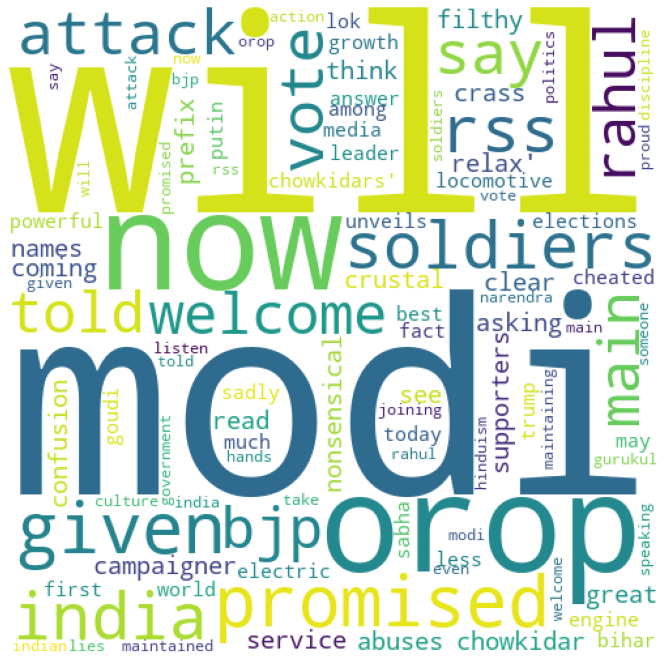 attack
will
vote
action
orop
now
say
bjp
attack
lok
growth
think
answer
among
media
leader
chowkidars'
filthy
say
crass
rss
relax'
locomotive
vote
soldiers
politics
rahul
proud
discipline
will
promised
prefix
rss
putin
powerful
names
coming
given
now
unveils
elections
soldiers
crustal
clear
cheated
narendra
told
welcome
best
fact
asking
main
main
someone
listen
told
modi
confusion
goudi
sadly
read
much
hands
nonsensical
see
joining
today
rahul
supporters
hinduism
trump
maintaining
may
gurukul
government
culture
india
take
given
bjp
orop
sabha
modi
less
even
welcome
speaking
campaigner
electric
first
world
great
india
promised
engine
indian
lies
maintained
service
abuses
chowkidar
bihar